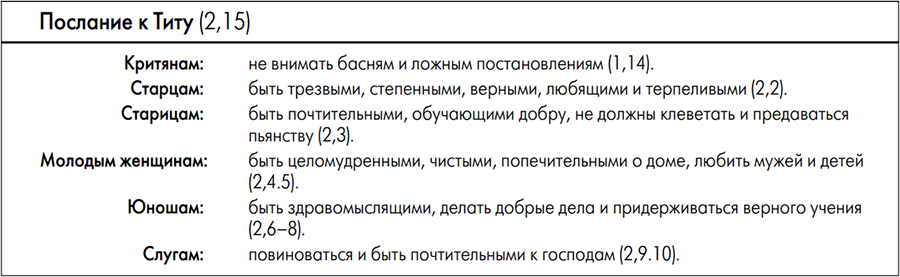 Послание к Титу (2,15)
Критянам: не внимать басням и ложным постановлениям (1,14).
Старцам: быть трезвыми, степенными, верными, любящими и терпеливыми (2,2).
Старицам: быть почтительными, обучающими добру, не должны клеветать и предаваться
пьянству (2,3).
Молодым женщинам: быть целомудренными, чистыми, попечительными о доме, любить мужей и детей
(2,4.5).
Юношам: быть здравомыслящими, делать добрые дела и придерживаться верного учения
(2,6–8).
Слугам: повиноваться и быть почтительными к господам (2,9.10).